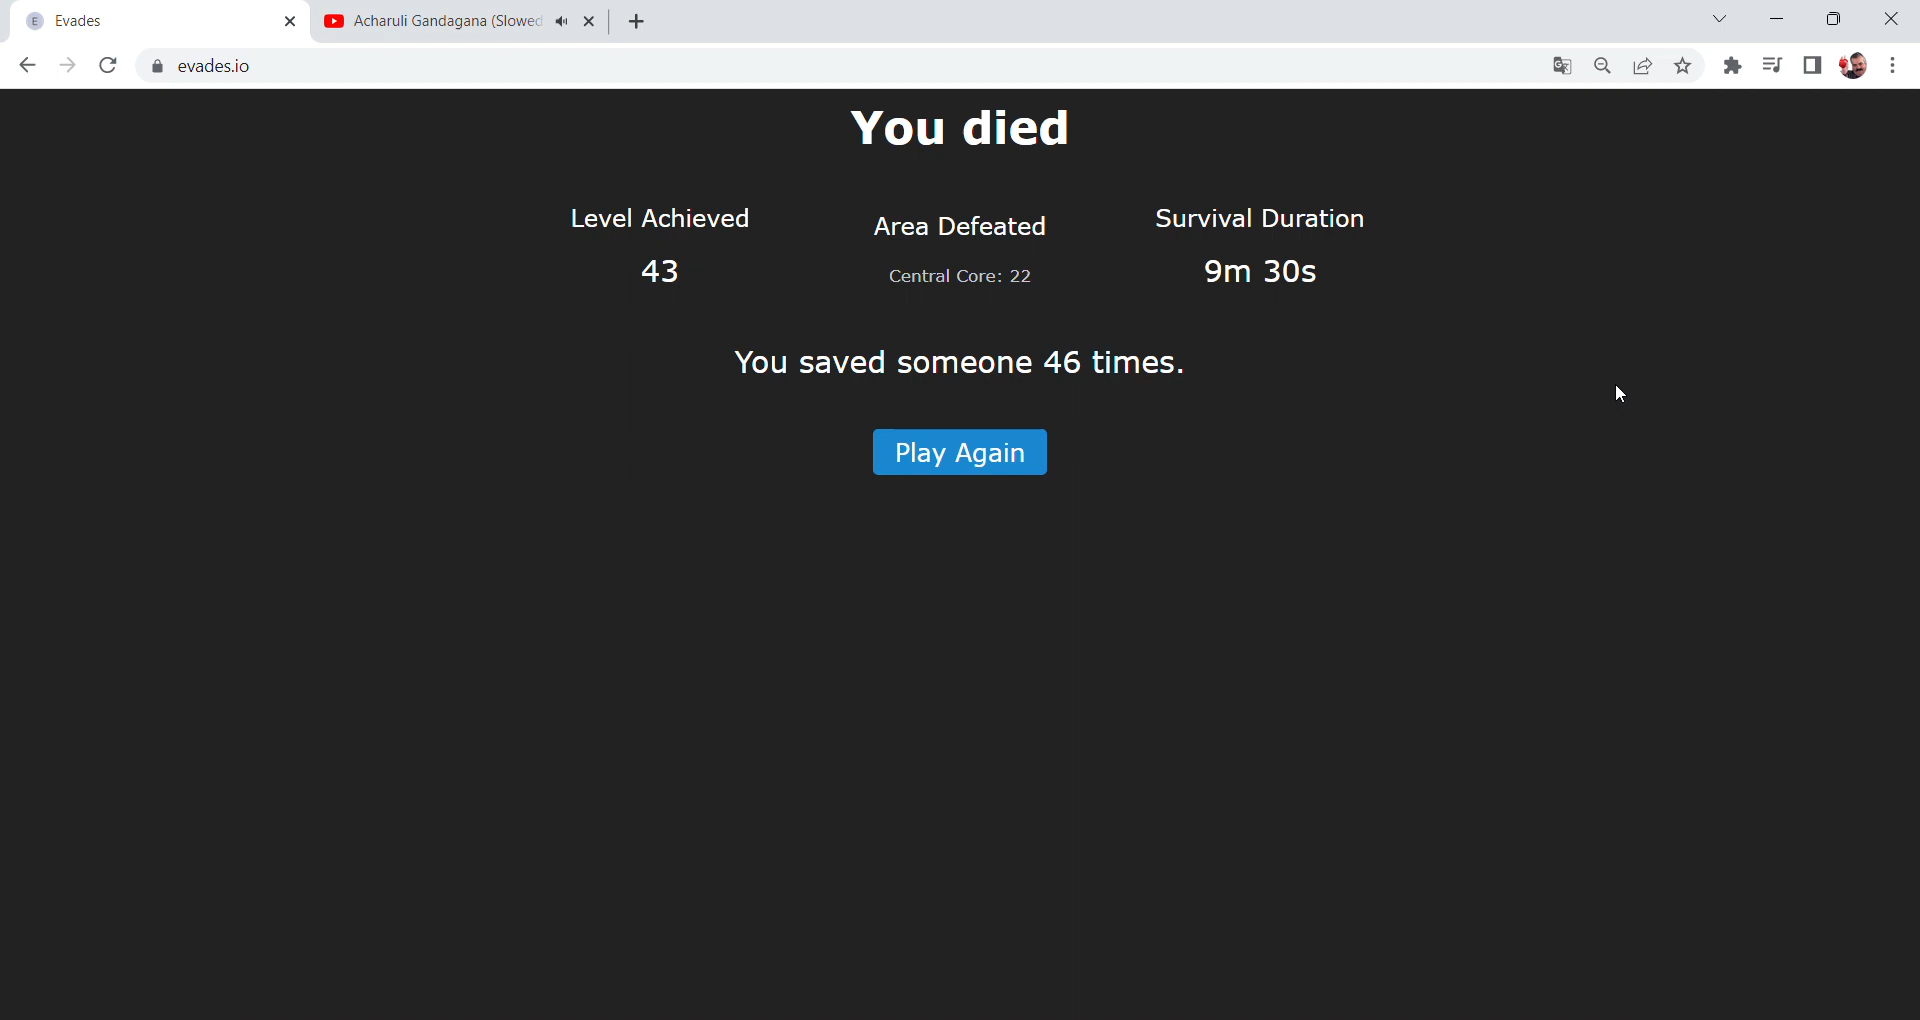 Evades
Acharuli Gandagana (Slowed
evades.io
You died
Level Achieved
Area Defeated
Survival Duration
43
Central Core: 22
9m 30s
You saved someone 46 times.
Play Again